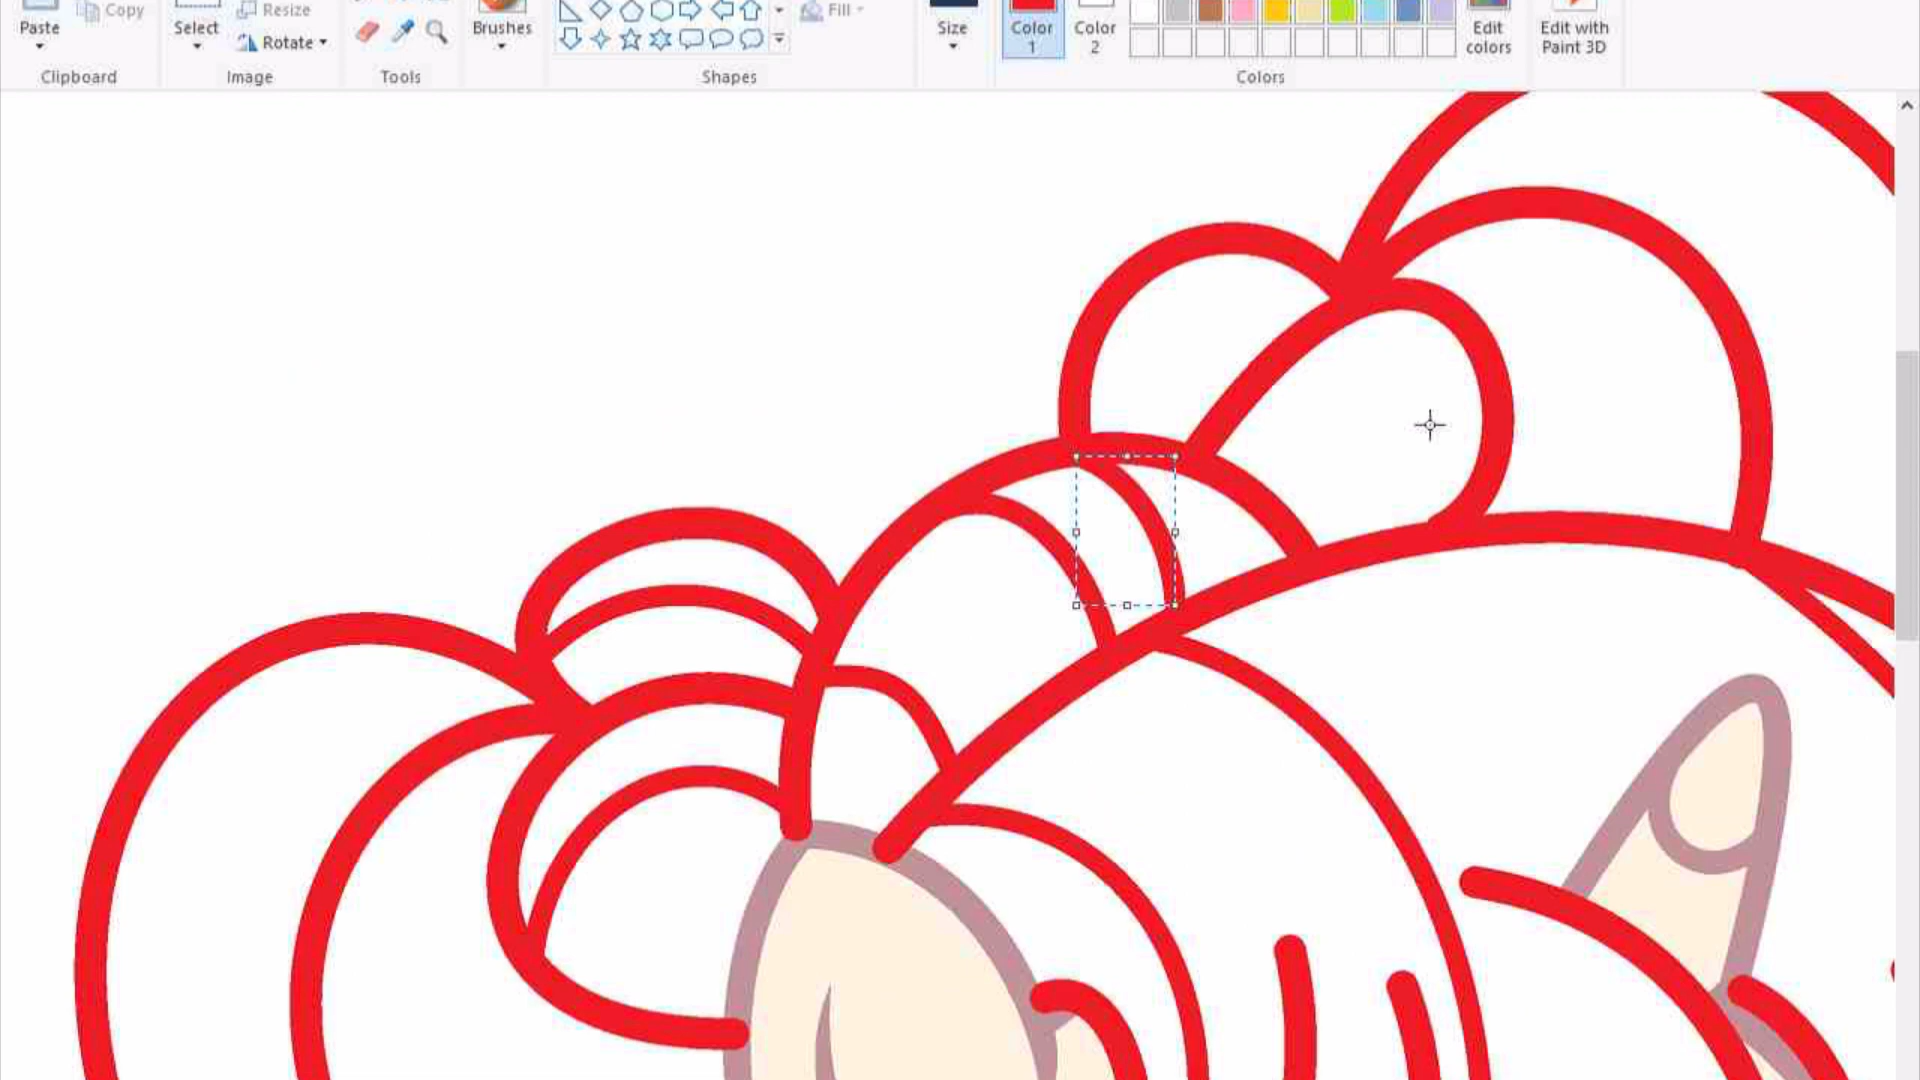 Paste
Copy
Select
Resize
Rotate
Brushes
Fill
Size
Color
1
Color
2
Edit
colors
Edit with
Paint 3D
Clipboard
Image
Tools
Shapes
Colors